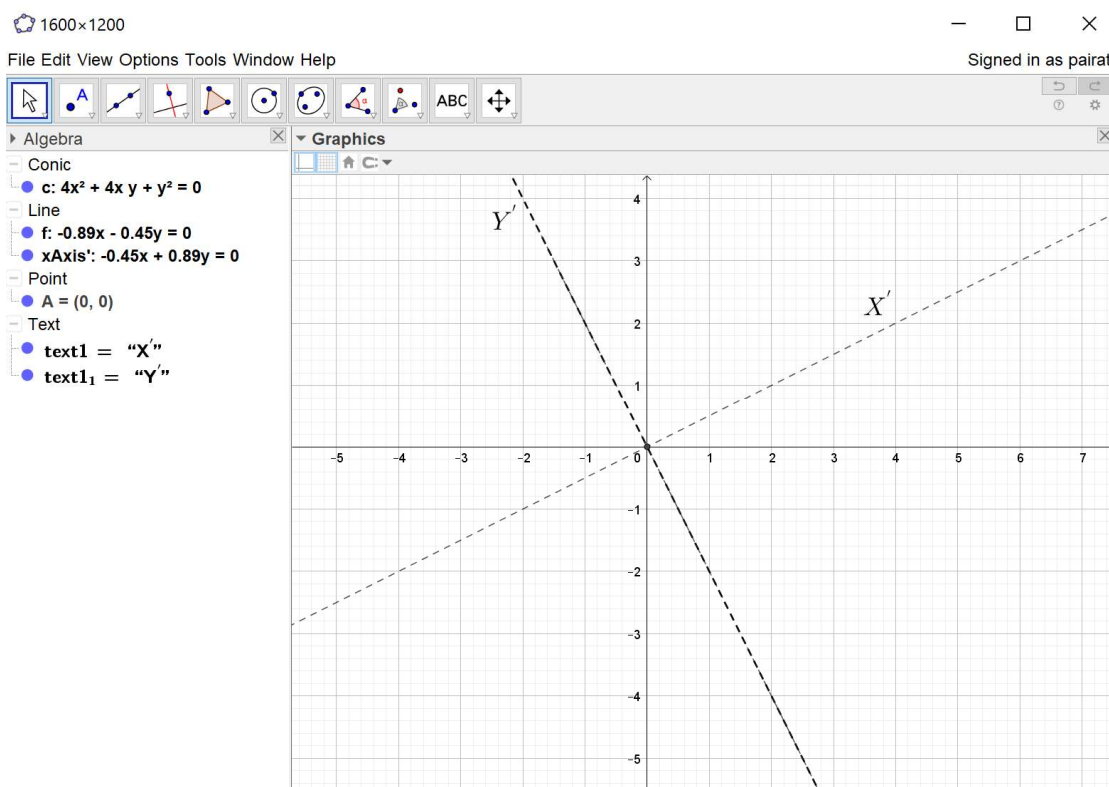 1600×1200
File Edit View Options Tools Window Help
Signed in as pairat
A
α
α
ABC
Algebra
Conic
c: 4x² + 4x y + y² = 0
Line
f: -0.89x - 0.45y = 0
xAxis': -0.45x + 0.89y = 0
Point
A = (0, 0)
Text
text1 = “X′”
text1₁ = “Y′”
Graphics
Y′
X′
4
3
2
1
-5 -4 -3 -2 -1 0 1 2 3 4 5 6 7
-1
-2
-3
-4
-5